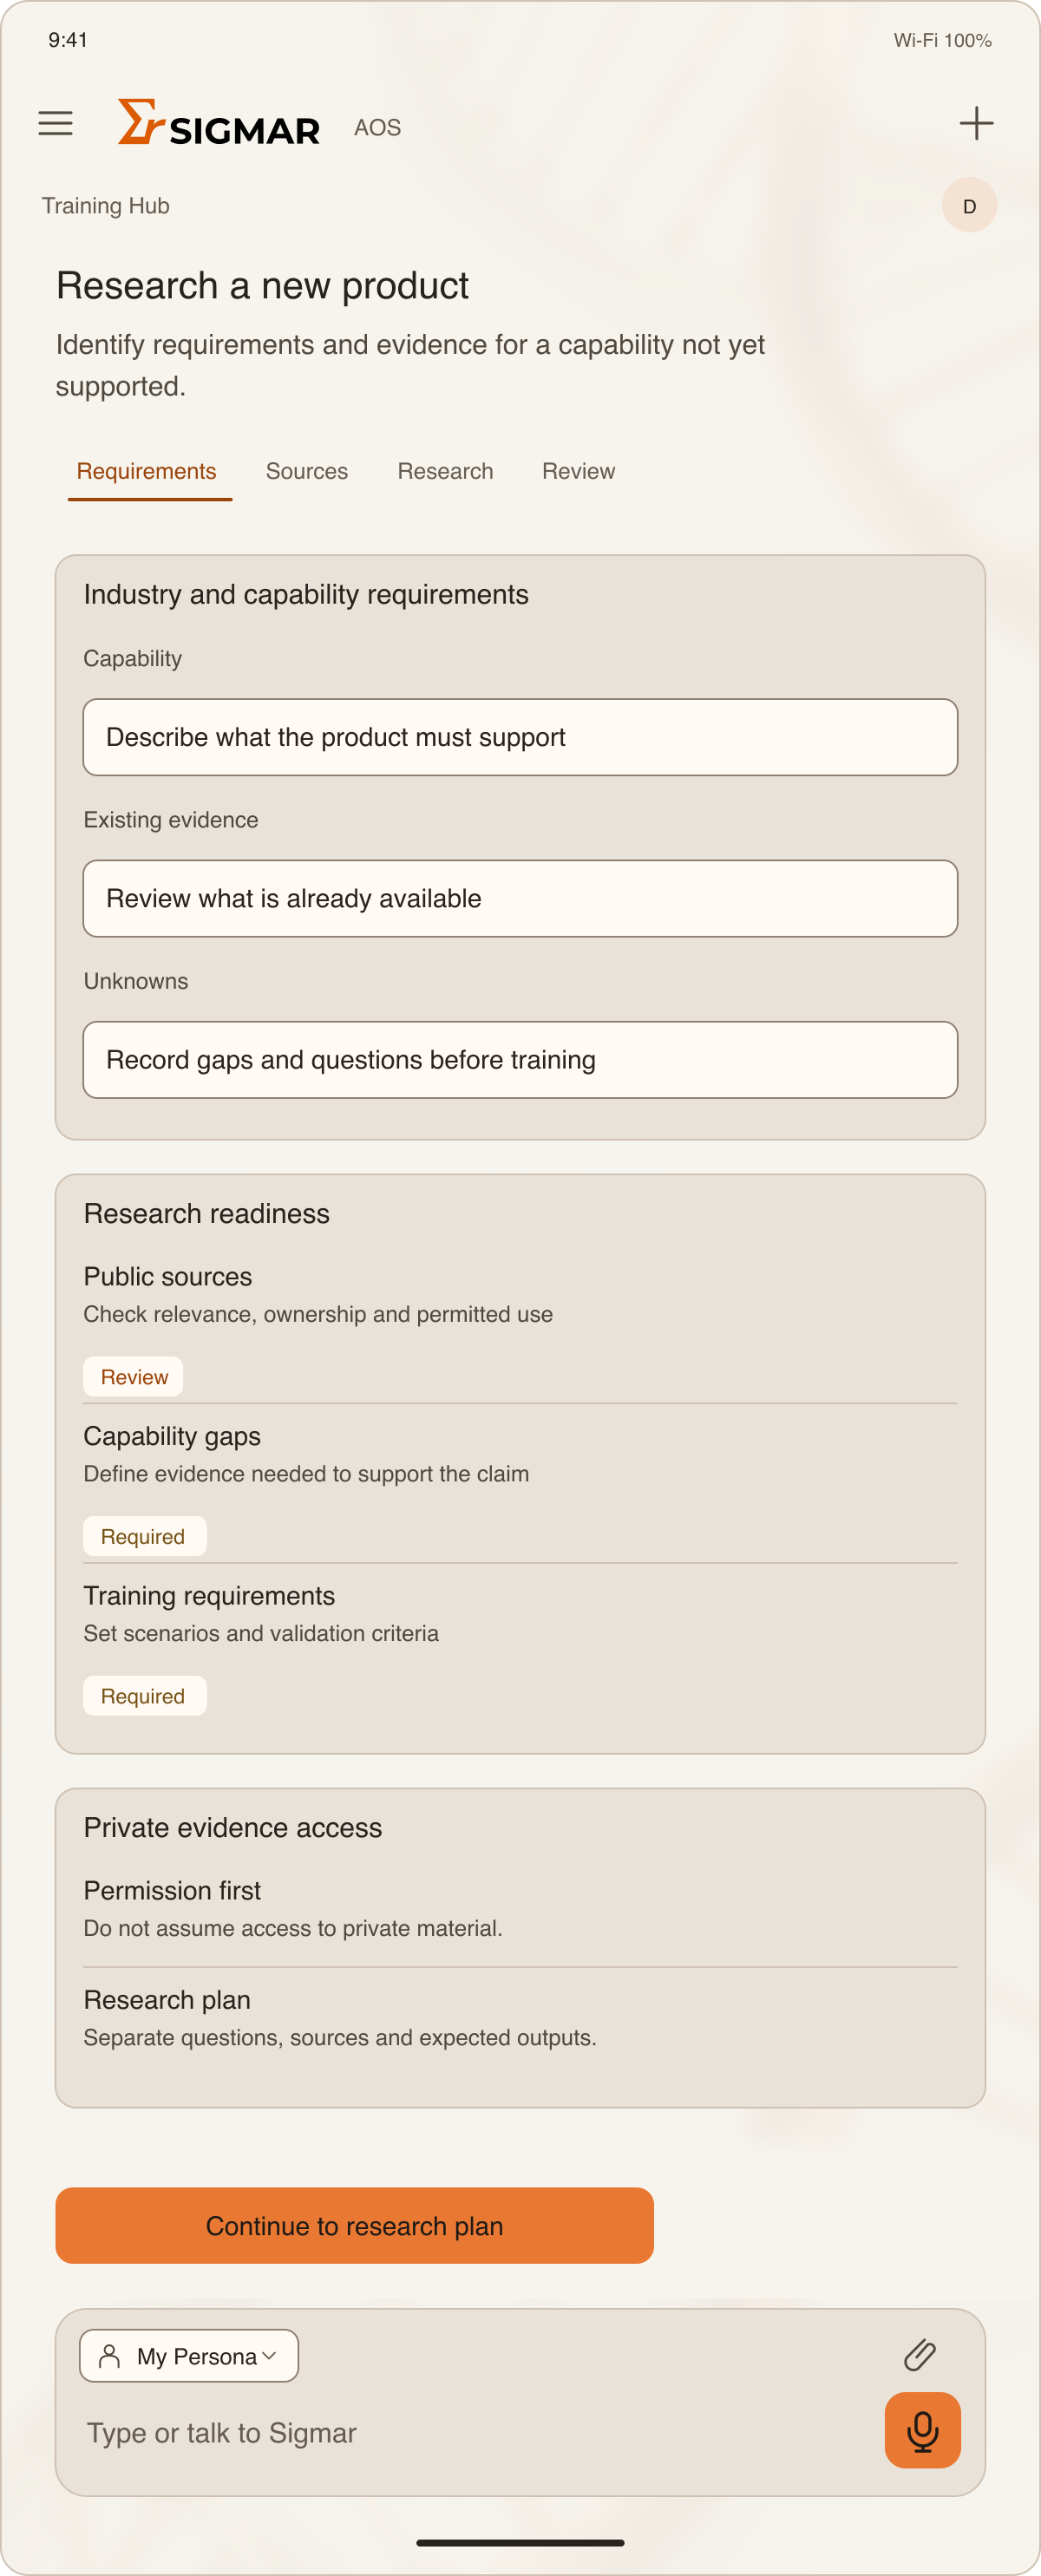 9:41
Wi-Fi 100%
Σr SIGMAR
AOS
Training Hub
D
Research a new product
Identify requirements and evidence for a capability not yet
supported.
Requirements
Sources
Research
Review
Industry and capability requirements
Capability
Describe what the product must support
Existing evidence
Review what is already available
Unknowns
Record gaps and questions before training
Research readiness
Public sources
Check relevance, ownership and permitted use
Review
Capability gaps
Define evidence needed to support the claim
Required
Training requirements
Set scenarios and validation criteria
Required
Private evidence access
Permission first
Do not assume access to private material.
Research plan
Separate questions, sources and expected outputs.
Continue to research plan
My Persona
Type or talk to Sigmar